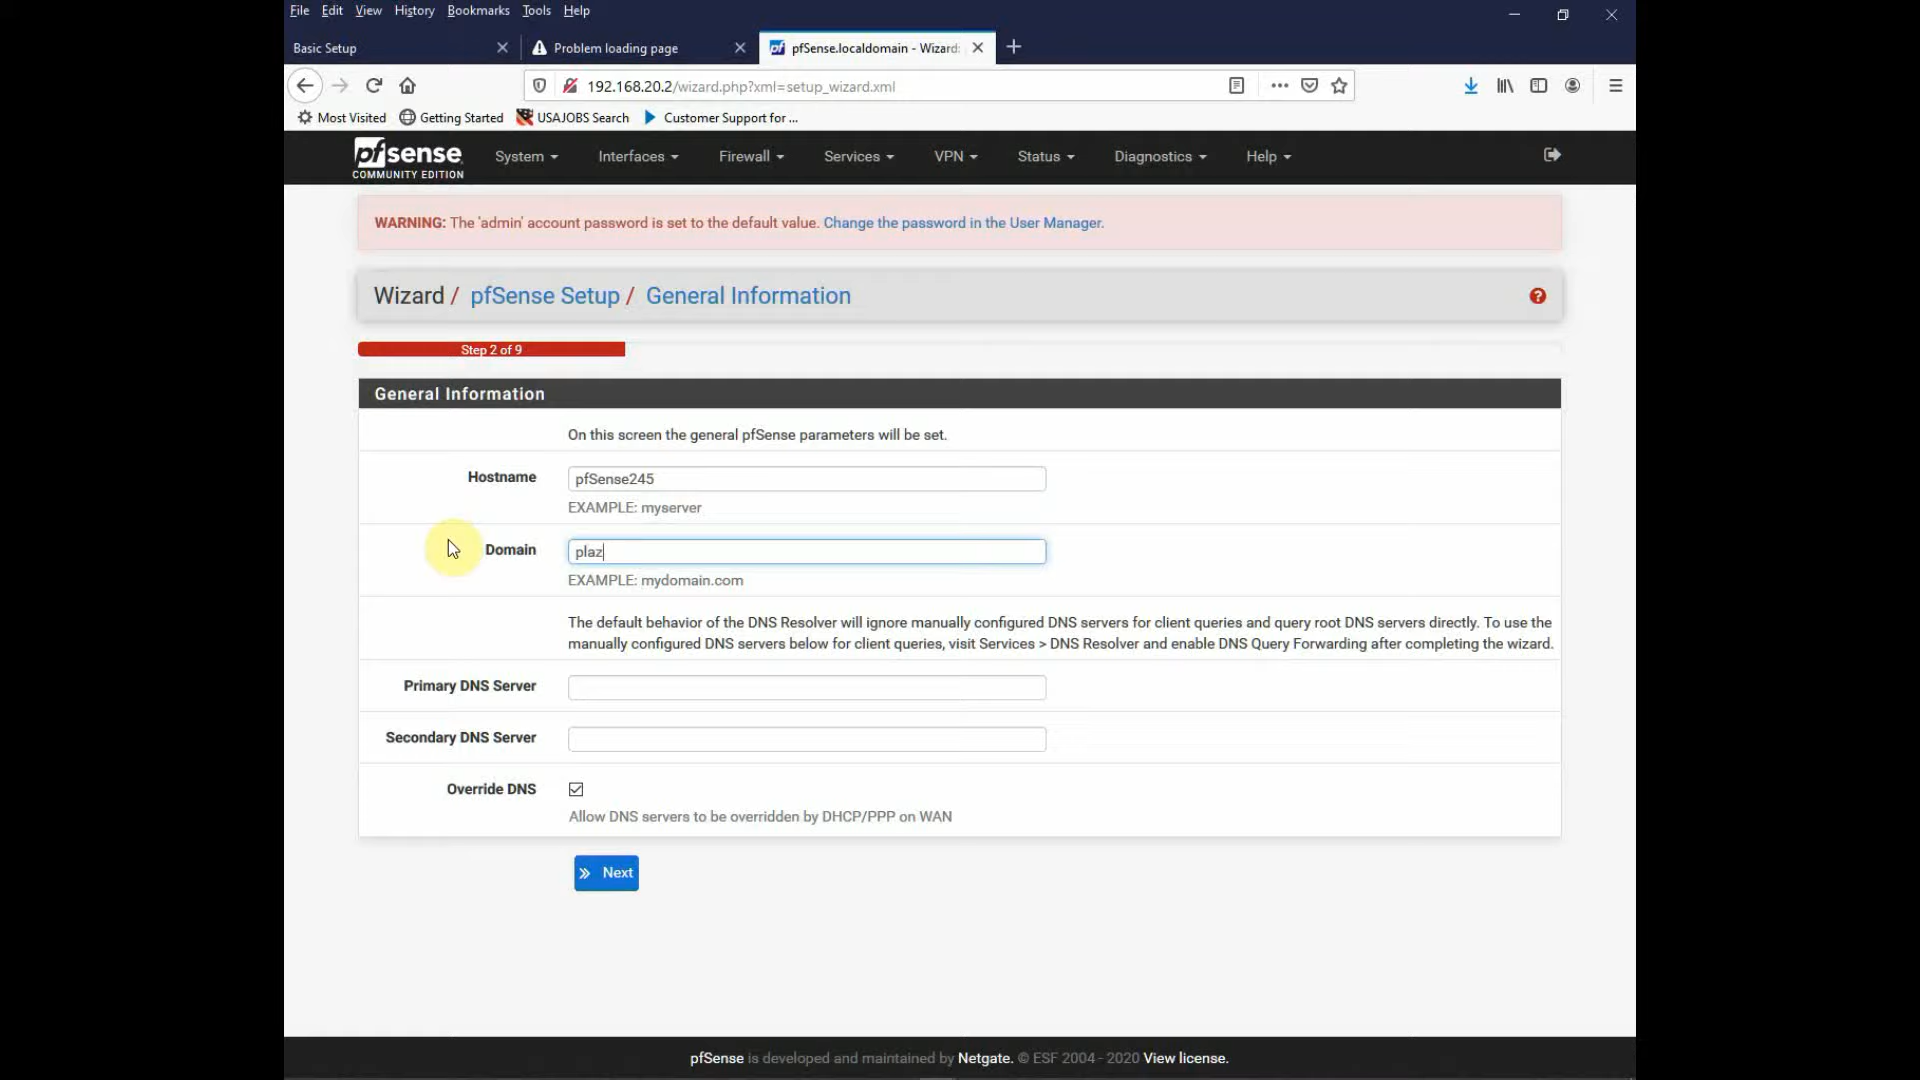 File Edit View History Bookmarks Tools Help
Basic Setup Problem loading page pfSense.localdomain - Wizard:
192.168.20.2/wizard.php?xml=setup_wizard.xml
Most Visited Getting Started USAJOBS Search Customer Support for ...
pfsense System Interfaces Firewall Services VPN Status Diagnostics Help
COMMUNITY EDITION
WARNING: The 'admin' account password is set to the default value. Change the password in the User Manager.
Wizard / pfSense Setup / General Information
Step 2 of 9
General Information
On this screen the general pfSense parameters will be set.
Hostname pfSense245
EXAMPLE: myserver
Domain plaz
EXAMPLE: mydomain.com
The default behavior of the DNS Resolver will ignore manually configured DNS servers for client queries and query root DNS servers directly. To use the
manually configured DNS servers below for client queries, visit Services > DNS Resolver and enable DNS Query Forwarding after completing the wizard.
Primary DNS Server
Secondary DNS Server
Override DNS
Allow DNS servers to be overridden by DHCP/PPP on WAN
Next
pfSense is developed and maintained by Netgate. © ESF 2004 - 2020 View license.